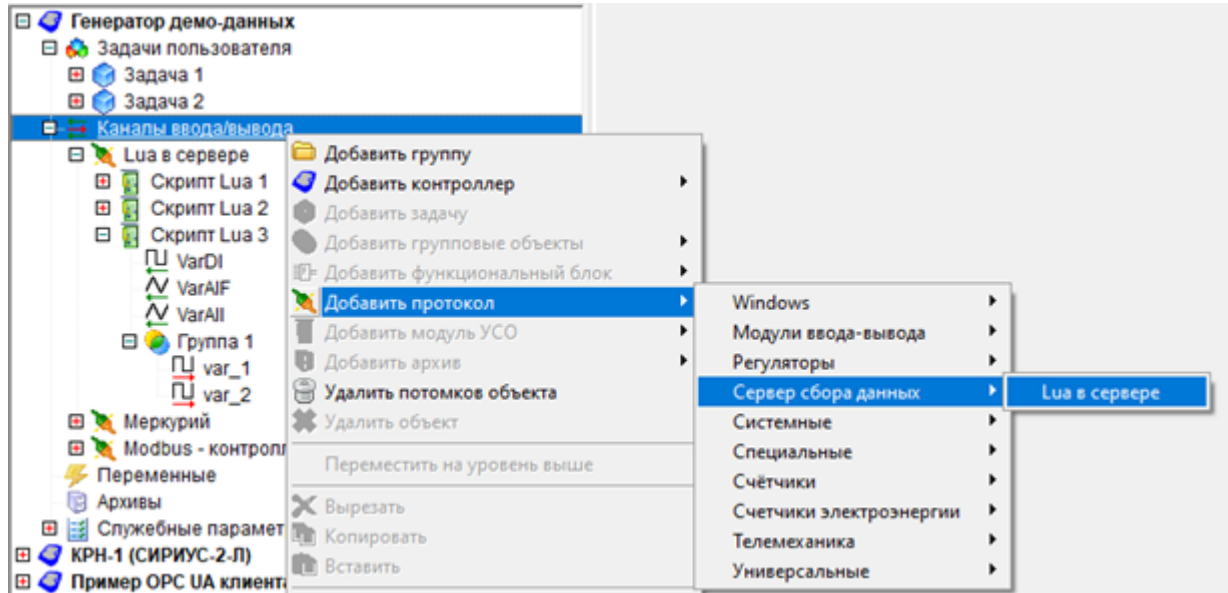 Генератор демо-данных
Задачи пользователя
Задача 1
Задача 2
Каналы ввода/вывода
Lua в сервере
Скрипт Lua 1
Скрипт Lua 2
Скрипт Lua 3
VarDI
VarAIF
VarAII
Группа 1
var_1
var_2
Меркурий
Modbus - контролл
Переменные
Архивы
Служебные парамет
КРН-1 (СИРИУС-2-Л)
Пример OPC UA клиента
Добавить группу
Добавить контроллер
Добавить задачу
Добавить групповые объекты
Добавить функциональный блок
Добавить протокол
Добавить модуль УСО
Добавить архив
Удалить потомков объекта
Удалить объект
Переместить на уровень выше
Вырезать
Копировать
Вставить
Windows
Модули ввода-вывода
Регуляторы
Сервер сбора данных
Системные
Специальные
Счётчики
Счетчики электроэнергии
Телемеханика
Универсальные
Lua в сервере